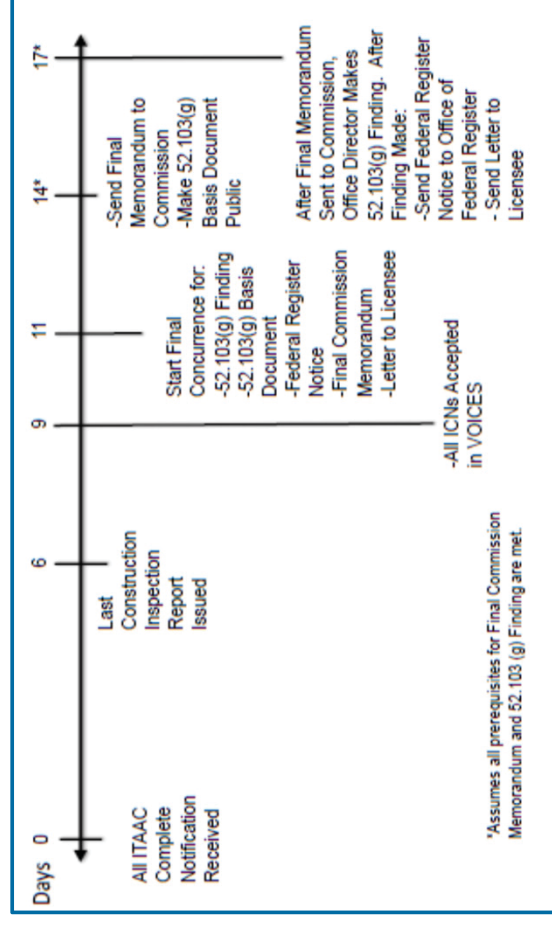 Days
0
6
9
11
14*
17*
All ITAAC
Complete
Notification
Received
Last
Construction
Inspection
Report
Issued
-All ICNs Accepted
in VOICES
Start Final
Concurrence for:
-52.103(g) Finding
-52.103(g) Basis
Document
-Federal Register
Notice
-Final Commission
Memorandum
-Letter to Licensee
-Send Final
Memorandum to
Commission
-Make 52.103(g)
Basis Document
Public
After Final Memorandum
Sent to Commission,
Office Director Makes
52.103(g) Finding. After
Finding Made:
-Send Federal Register
Notice to Office of
Federal Register
- Send Letter to
Licensee
*Assumes all prerequisites for Final Commission
Memorandum and 52.103 (g) Finding are met.